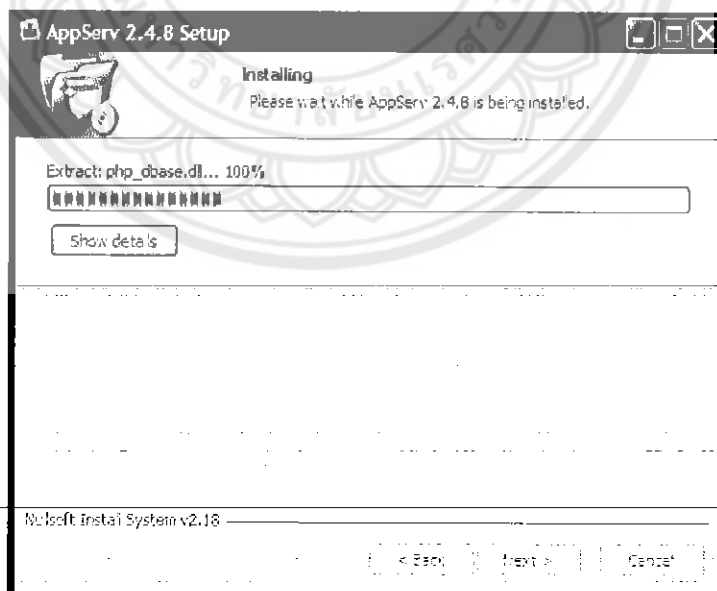 AppServ 2.4.8 Setup
Installing
Please wait while AppServ 2.4.8 is being installed.
Extract: php_dbase.dll... 100%
Show details
Nullsoft Install System v2.18
< Back
Next >
Cancel